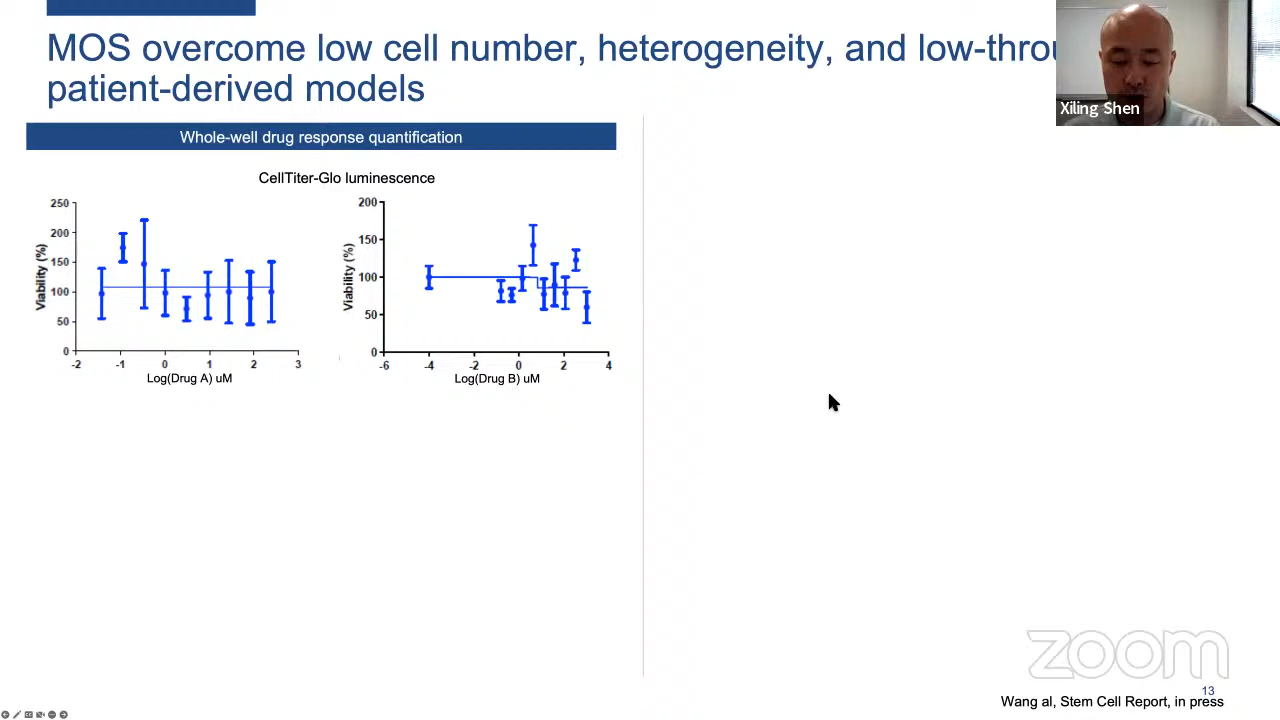 MOS overcome low cell number, heterogeneity, and low-throu
patient-derived models
Xiling Shen
Whole-well drug response quantification
CellTiter-Glo luminescence
250
200
150
100
50
0
Viability (%)
-2 -1 0 1 2 3
Log(Drug A) uM
200
150
100
50
0
Viability (%)
-6 -4 -2 0 2 4
Log(Drug B) uM
zoom
13
Wang al, Stem Cell Report, in press